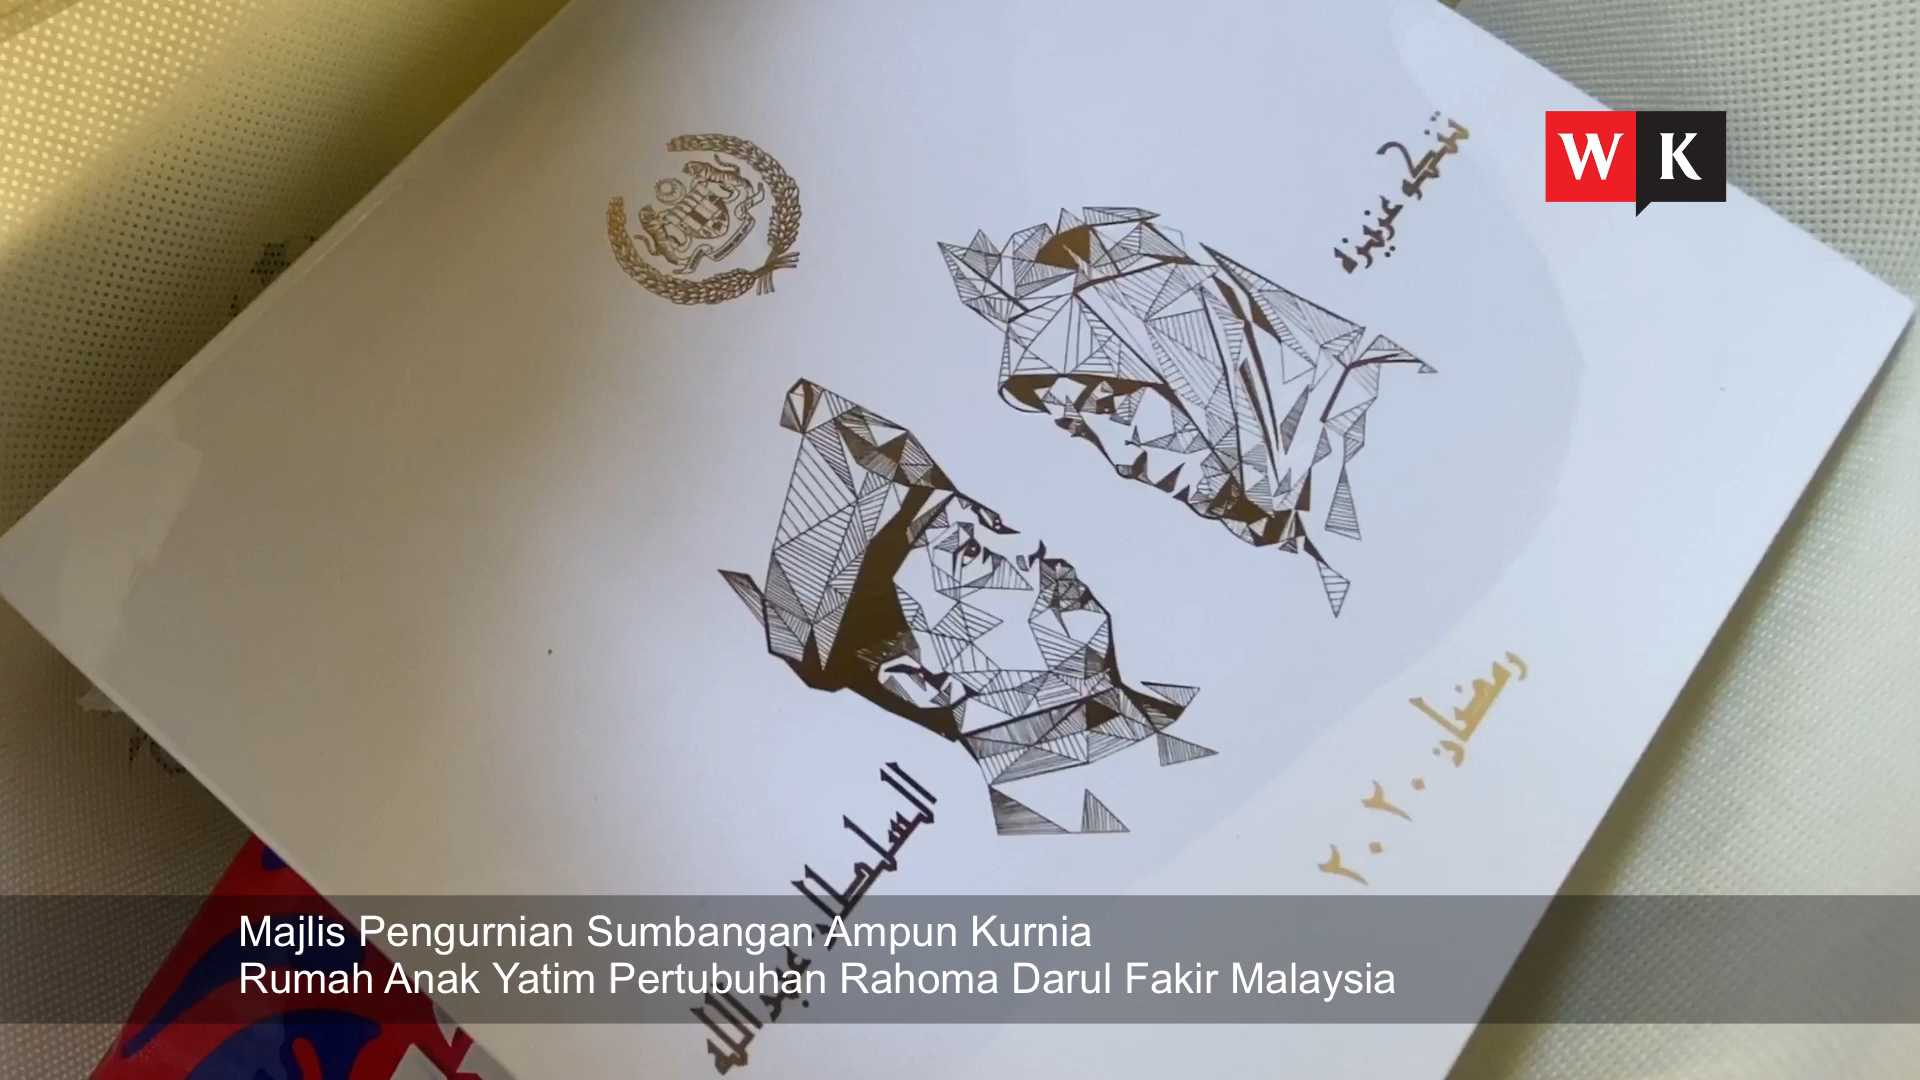 WK
تنكو عزيزه
السلطان عبدالله
رمضان ٢٠٢٠
Majlis Pengurnian Sumbangan Ampun Kurnia
Rumah Anak Yatim Pertubuhan Rahoma Darul Fakir Malaysia